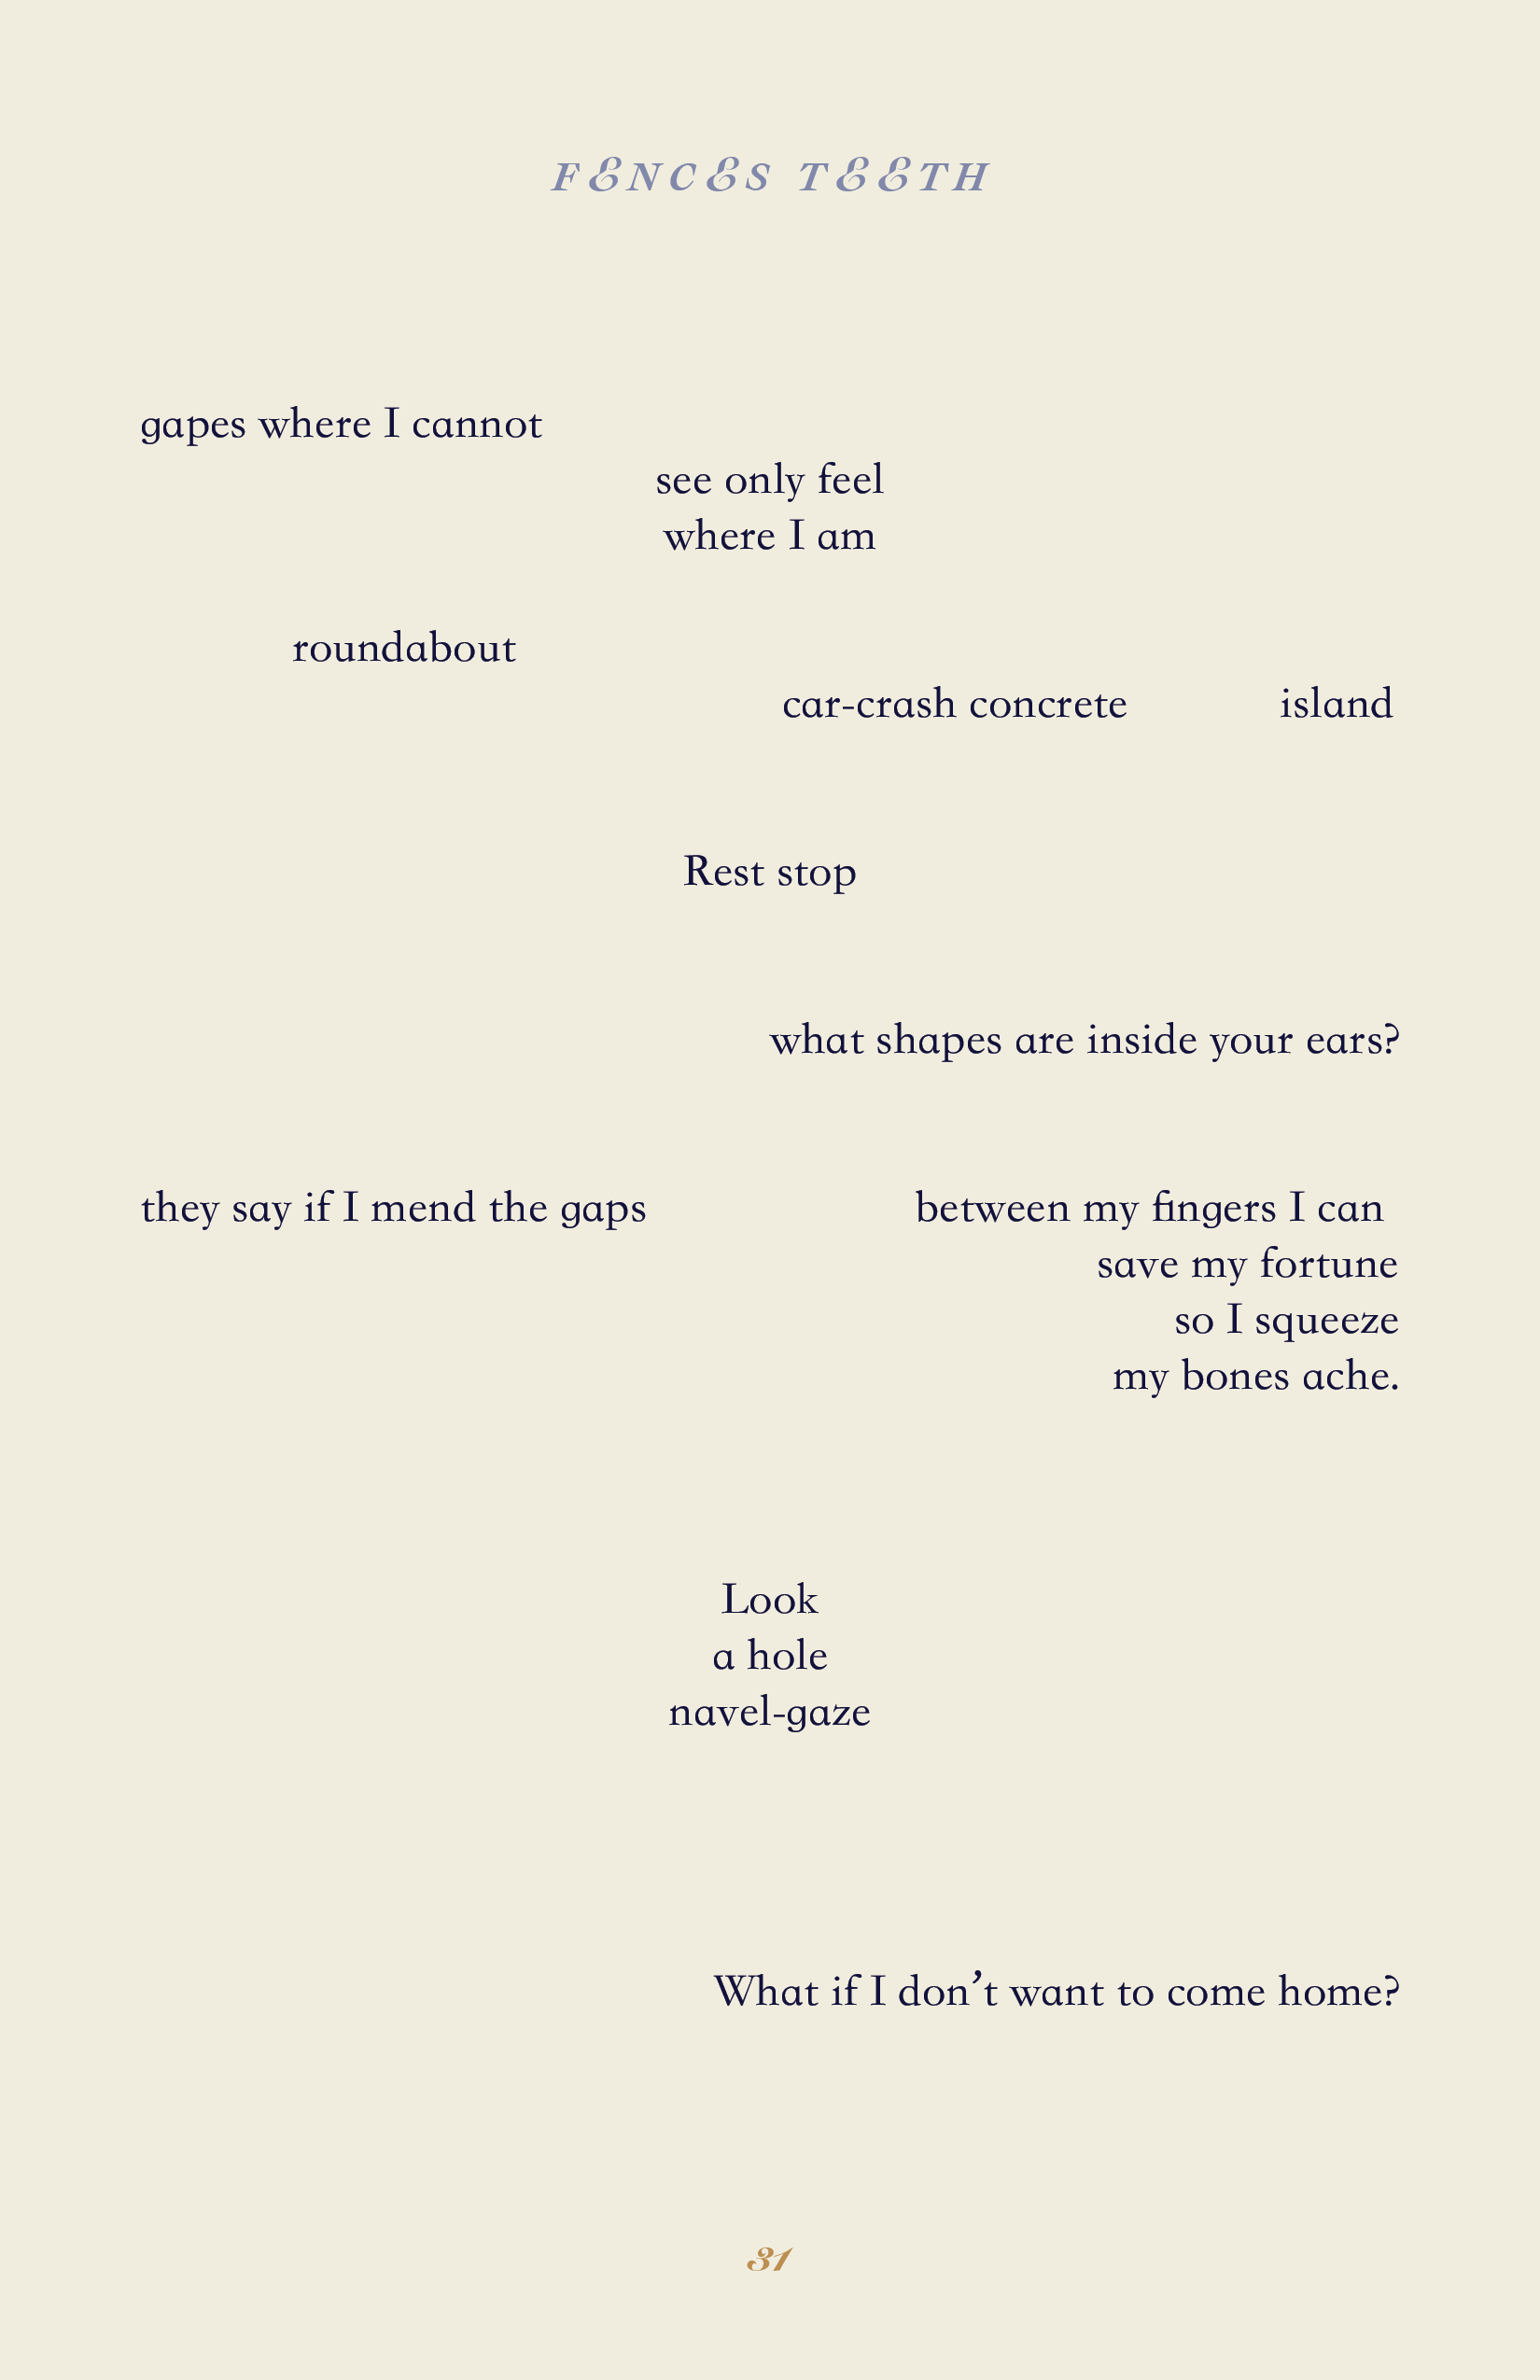 FENCES TEETH
gapes where I cannot
see only feel
where I am
roundabout
car-crash concrete island
Rest stop
what shapes are inside your ears?
they say if I mend the gaps between my fingers I can
save my fortune
so I squeeze
my bones ache.
Look
a hole
navel-gaze
What if I don’t want to come home?
31